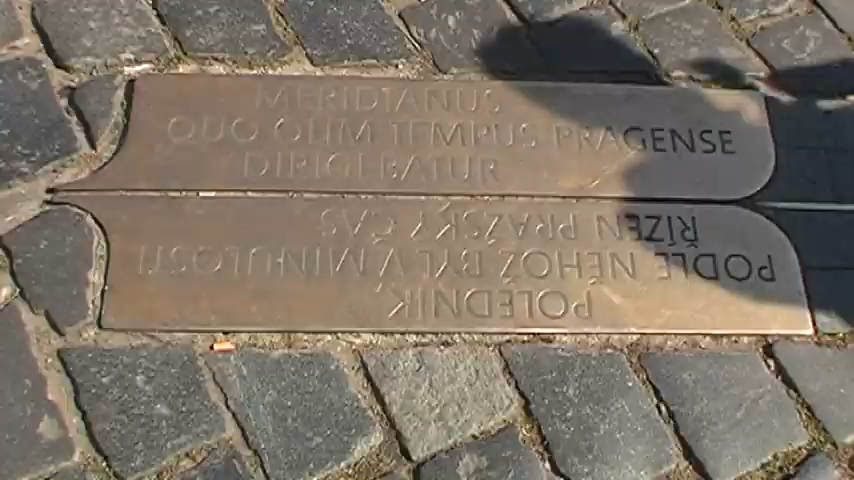 MERIDIANUS
QUO OLIM TEMPUS PRAGENSE
DIRIGEBATUR
POLEDNÍK
PODLE NĚHOŽ BYL V MINULOSTI
ŘÍZEN PRAŽSKÝ ČAS